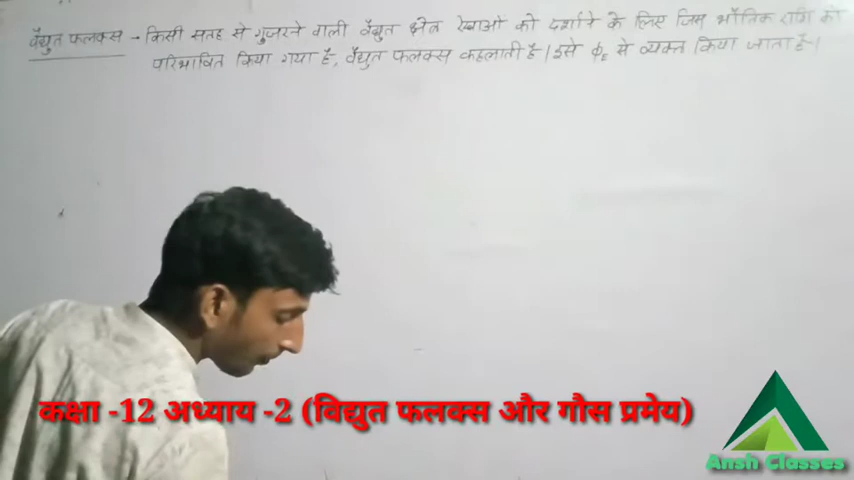 वैद्युत फलक्स - किसी सतह से गुजरने वाली वैद्युत क्षेत्र रेखाओं को दर्शाने के लिए जिस भौतिक राशि को
परिभाषित किया गया है, वैद्युत फलक्स कहलाती है। इसे ϕE से व्यक्त किया जाता है।
कक्षा -12 अध्याय -2 (विद्युत फलक्स और गौस प्रमेय)
Ansh Classes